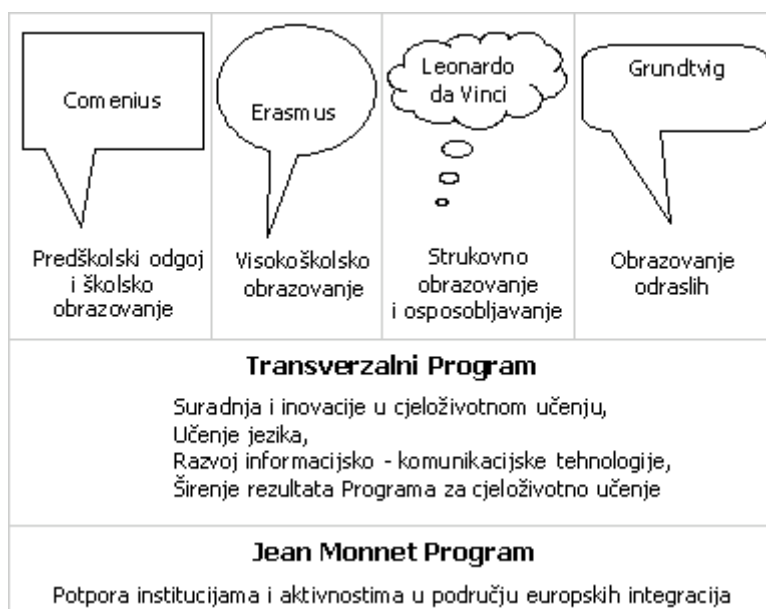 Comenius
Predškolski odgoj
i školsko
obrazovanje
Erasmus
Visokoškolsko
obrazovanje
Leonardo
da Vinci
Strukovno
obrazovanje
i osposobljavanje
Grundtvig
Obrazovanje
odraslih
Transverzalni Program
Suradnja i inovacije u cjeloživotnom učenju,
Učenje jezika,
Razvoj informacijsko - komunikacijske tehnologije,
Širenje rezultata Programa za cjeloživotno učenje
Jean Monnet Program
Potpora institucijama i aktivnostima u području europskih integracija